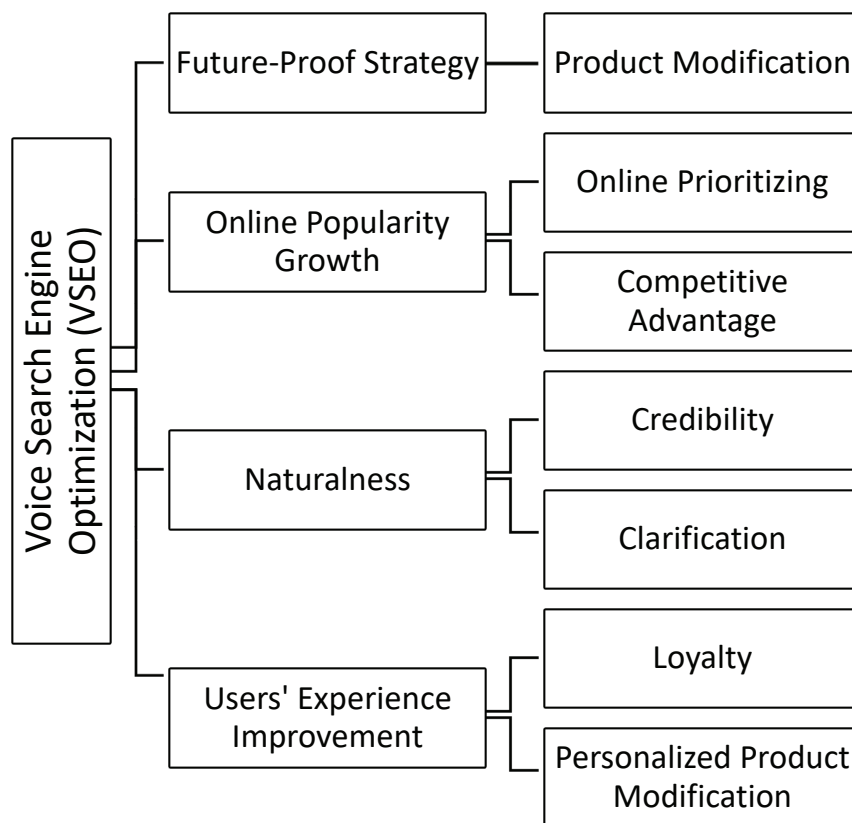 Voice Search Engine
Optimization (VSEO)
Future-Proof Strategy
Product Modification
Online Popularity
Growth
Online Prioritizing
Competitive
Advantage
Naturalness
Credibility
Clarification
Users' Experience
Improvement
Loyalty
Personalized Product
Modification